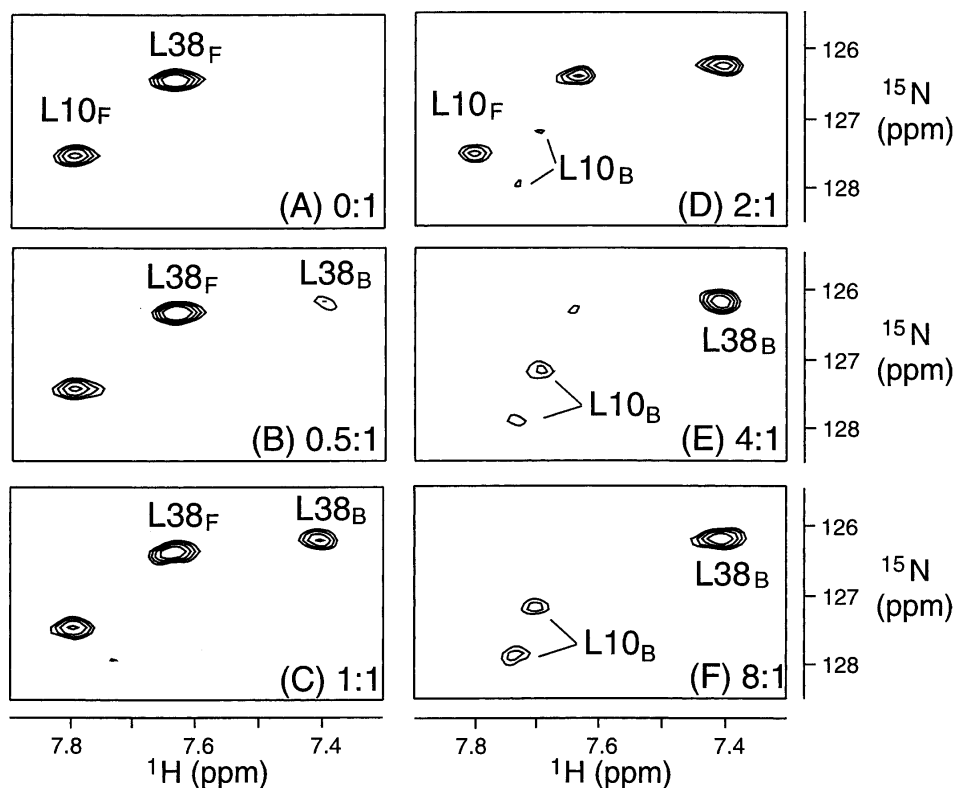 L38F
L10F
(A) 0:1
L10F
L10B
(D) 2:1
126
127
128
15N
(ppm)
L38F
L38B
(B) 0.5:1
L38B
L10B
(E) 4:1
126
127
128
15N
(ppm)
L38F
L38B
(C) 1:1
L38B
L10B
(F) 8:1
126
127
128
15N
(ppm)
7.8
7.6
7.4
1H (ppm)
7.8
7.6
7.4
1H (ppm)